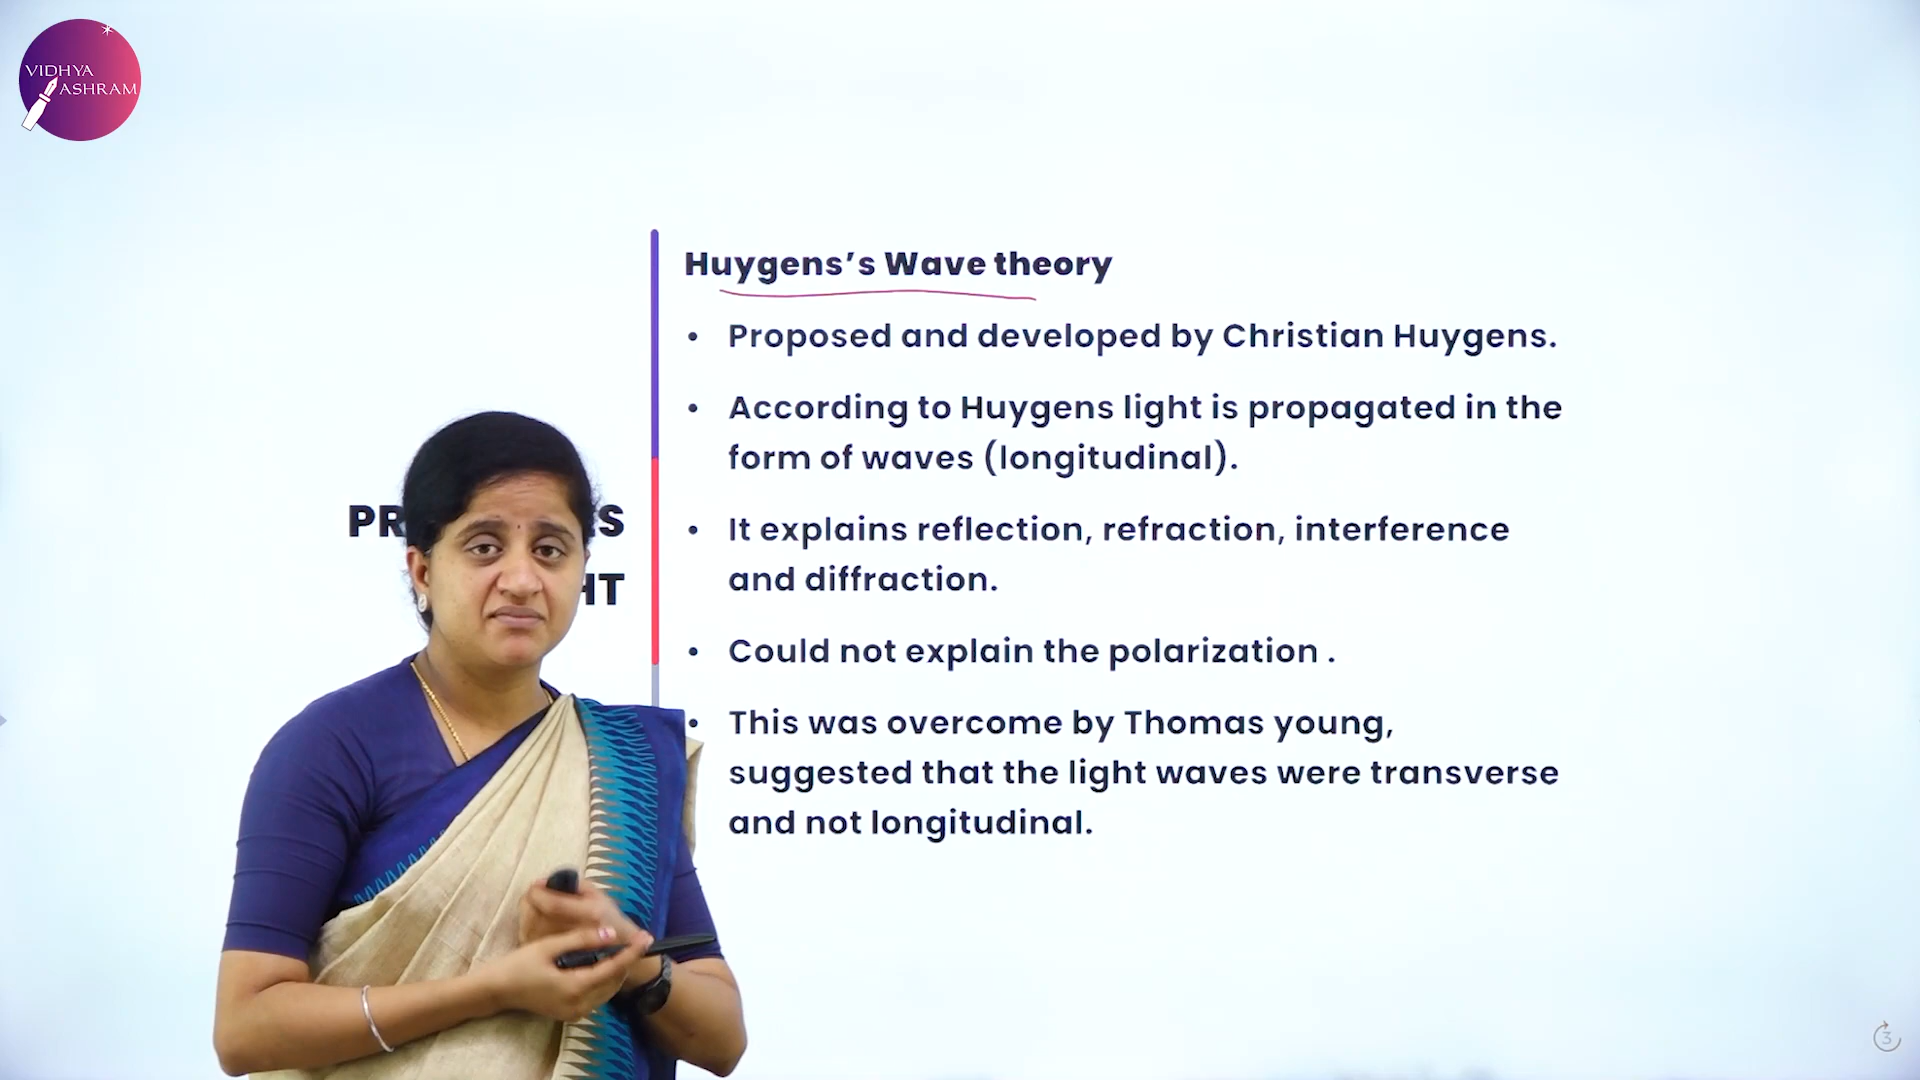 VIDHYA
ASHRAM
Huygens’s Wave theory
• Proposed and developed by Christian Huygens.
• According to Huygens light is propagated in the
form of waves (longitudinal).
• It explains reflection, refraction, interference
and diffraction.
• Could not explain the polarization .
• This was overcome by Thomas young,
suggested that the light waves were transverse
and not longitudinal.
3